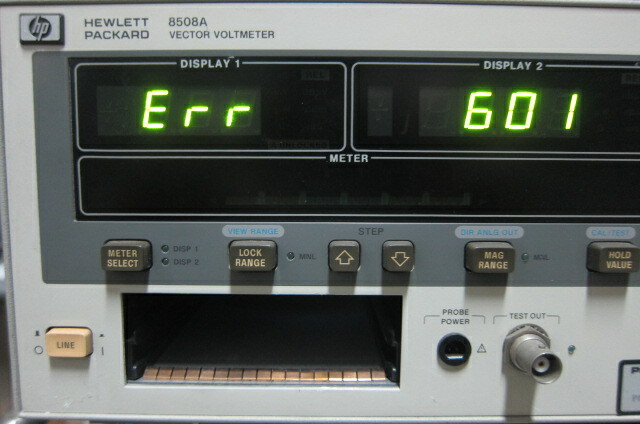 hp
HEWLETT
PACKARD
8508A
VECTOR VOLTMETER
DISPLAY 1
DISPLAY 2
Err
601
METER
VIEW RANGE
STEP
DIR ANLG OUT
CAL/TEST
METER
SELECT
DISP 1
DISP 2
LOCK
RANGE
MNL
MAG
RANGE
HOLD
VALUE
LINE
PROBE
POWER
TEST OUT